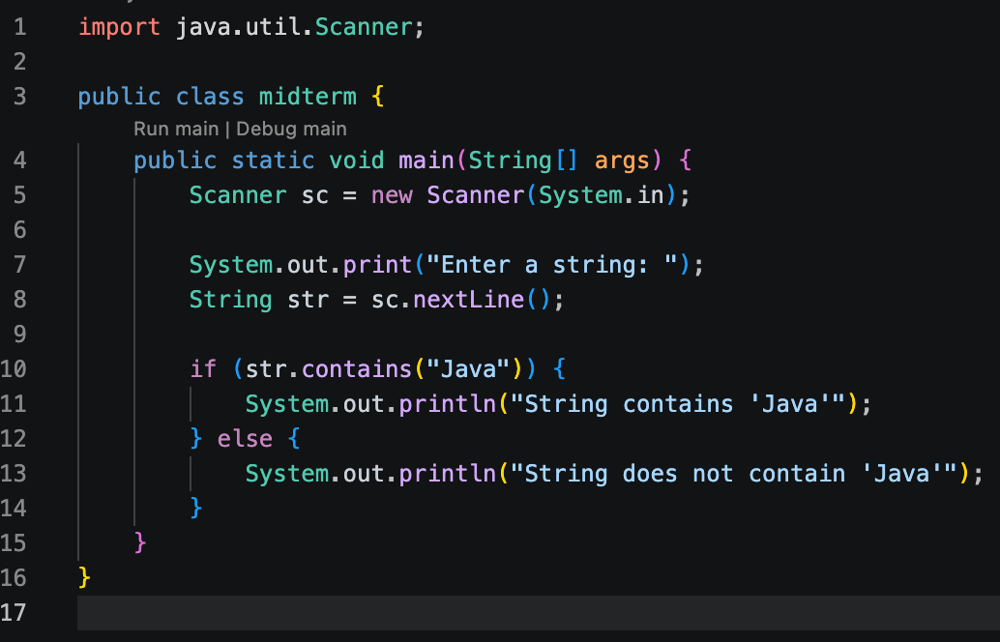 1 import java.util.Scanner;
2
3 public class midterm {
Run main | Debug main
4 public static void main(String[] args) {
5 Scanner sc = new Scanner(System.in);
6
7 System.out.print("Enter a string: ");
8 String str = sc.nextLine();
9
10 if (str.contains("Java")) {
11 System.out.println("String contains 'Java'");
12 } else {
13 System.out.println("String does not contain 'Java'");
14 }
15 }
16 }
17